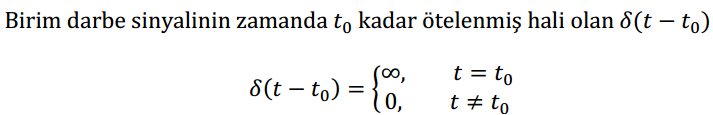 Birim darbe sinyalinin zamanda t₀ kadar ötelenmiş hali olan δ(t − t₀)
δ(t − t₀) = {∞, t = t₀
0, t ≠ t₀